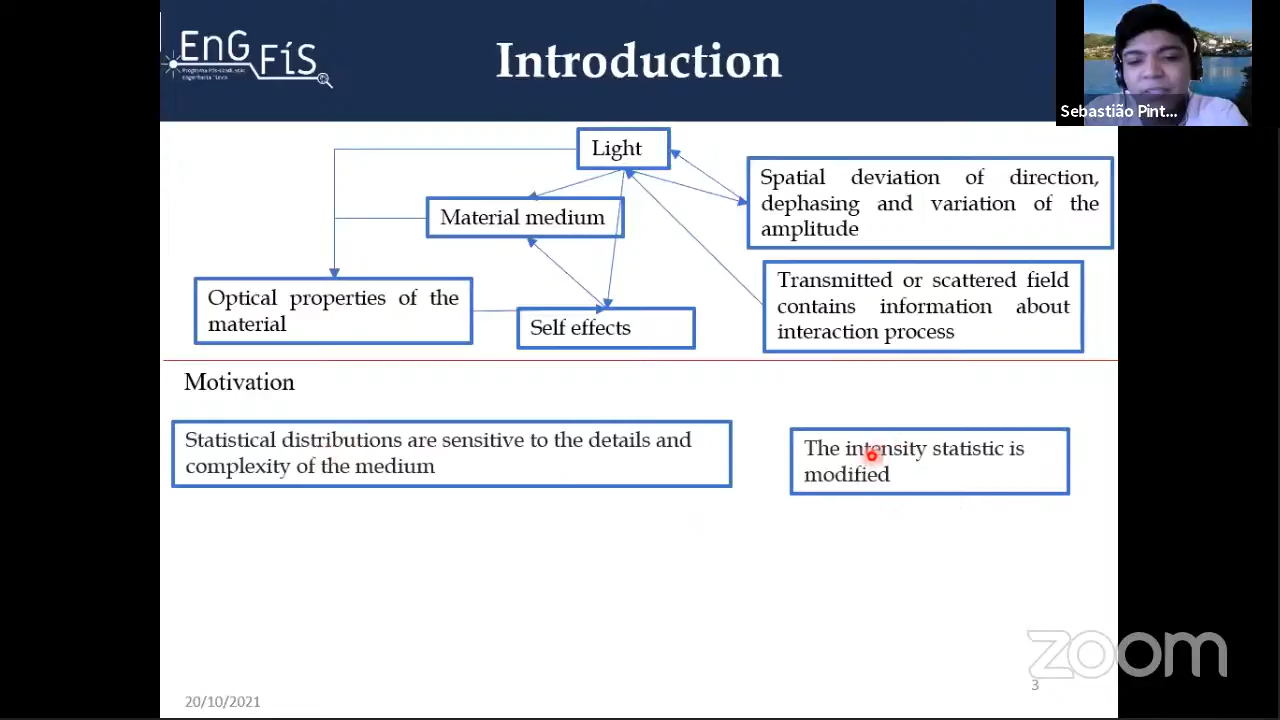 EnG
FíS
Introduction
Sebastião Pint...
Light
Spatial deviation of direction,
dephasing and variation of the
amplitude
Material medium
Transmitted or scattered field
contains information about
interaction process
Optical properties of the
material
Self effects
Motivation
Statistical distributions are sensitive to the details and
complexity of the medium
The intensity statistic is
modified
zoom
3
20/10/2021